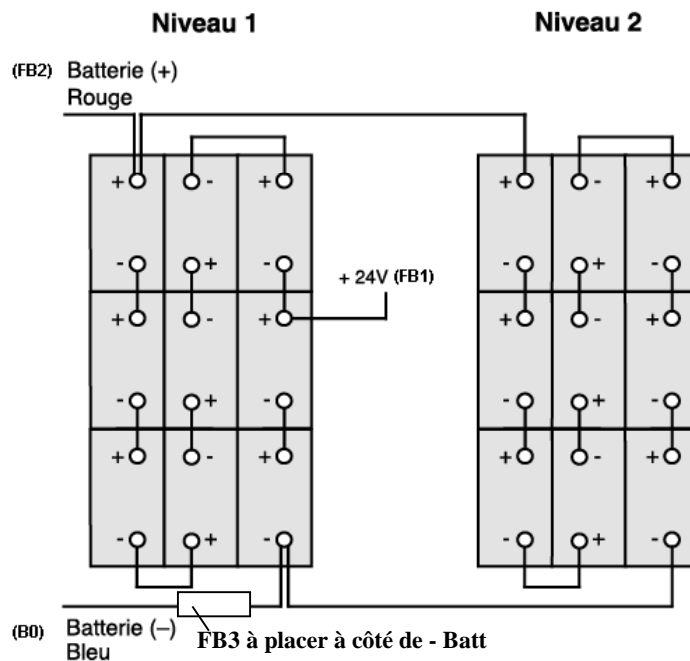 Niveau 1
Niveau 2
(FB2) Batterie (+)
Rouge
+ - +
+ - +
- + -
- + -
+ 24V (FB1)
+ - +
+ - +
- + -
- + -
+ - +
+ - +
- + -
- + -
(B0) Batterie (–)
Bleu
FB3 à placer à côté de - Batt